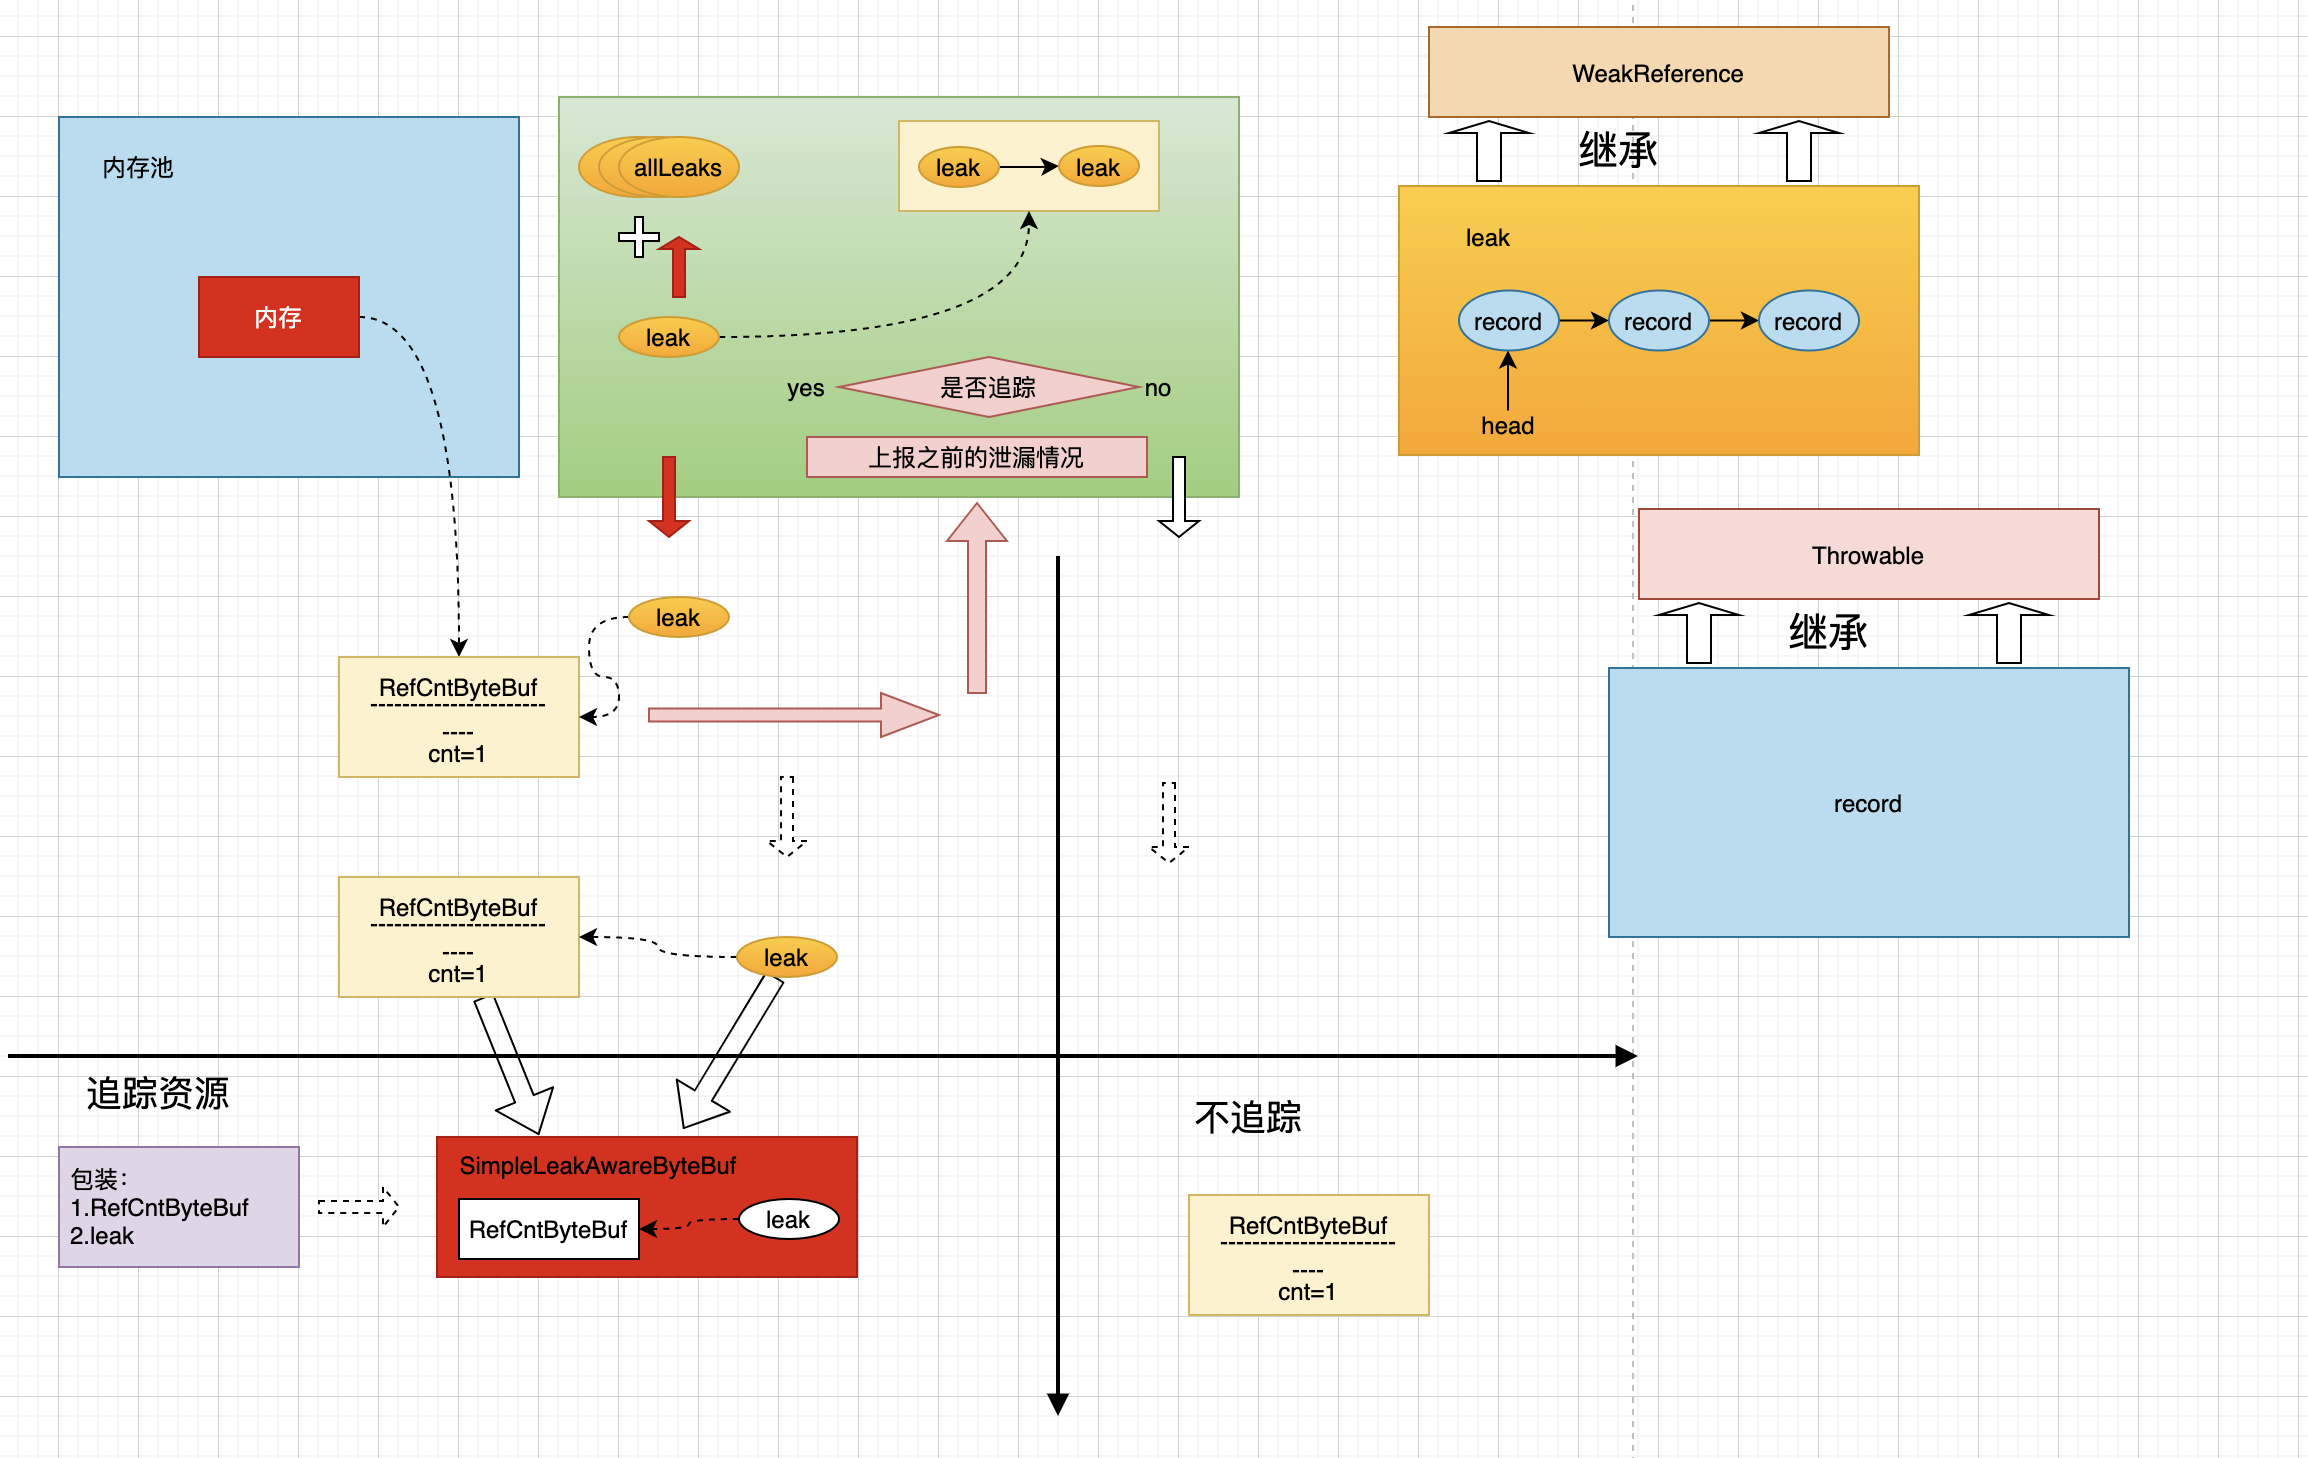 内存池
内存
allLeaks
leak
leak
leak
yes
是否追踪
no
上报之前的泄漏情况
WeakReference
继承
leak
record
record
record
head
Throwable
继承
record
leak
RefCntByteBuf
----------------------
----
cnt=1
RefCntByteBuf
----------------------
----
cnt=1
leak
追踪资源
包装：
1.RefCntByteBuf
2.leak
SimpleLeakAwareByteBuf
RefCntByteBuf
leak
不追踪
RefCntByteBuf
----------------------
----
cnt=1